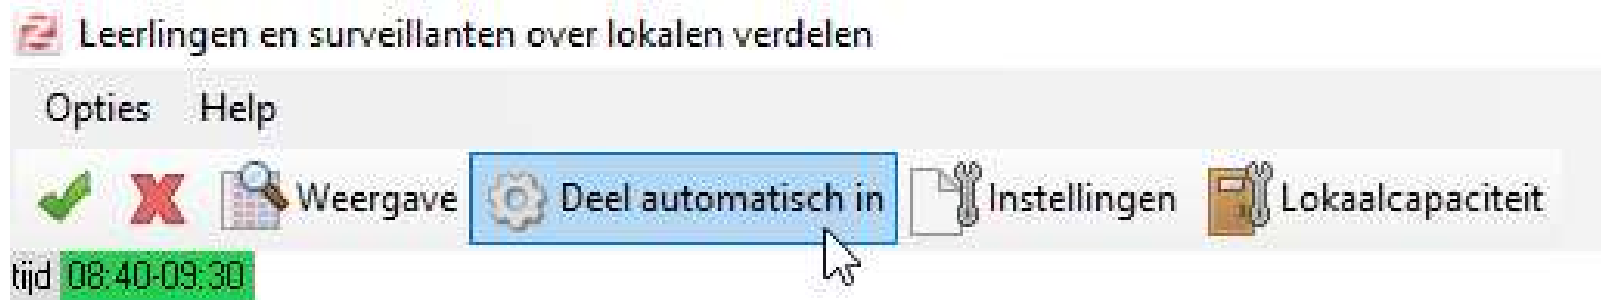 Leerlingen en surveillanten over lokalen verdelen
Opties Help
Weergave Deel automatisch in Instellingen Lokaalcapaciteit
tijd 08:40-09:30